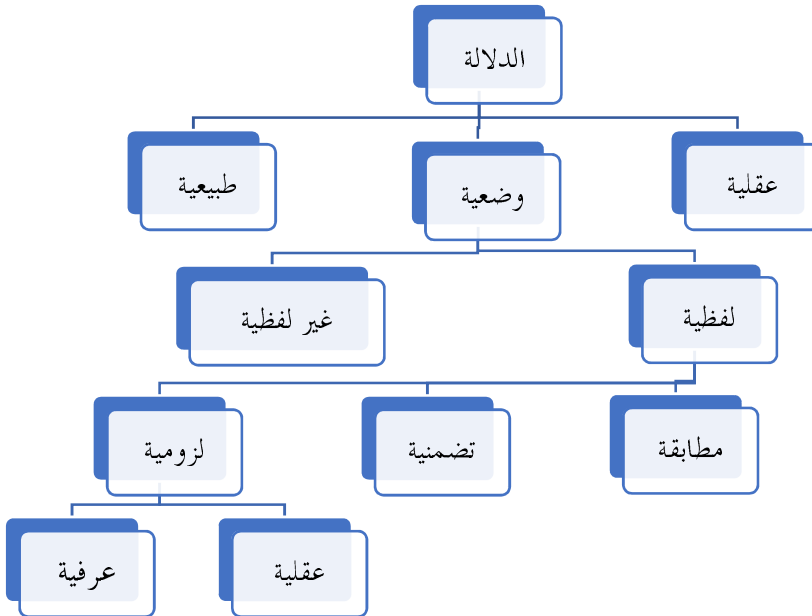 الدلالة
عقلية
وضعية
طبيعية
لفظية
غير لفظية
مطابقة
تضمنية
لزومية
عقلية
عرفية